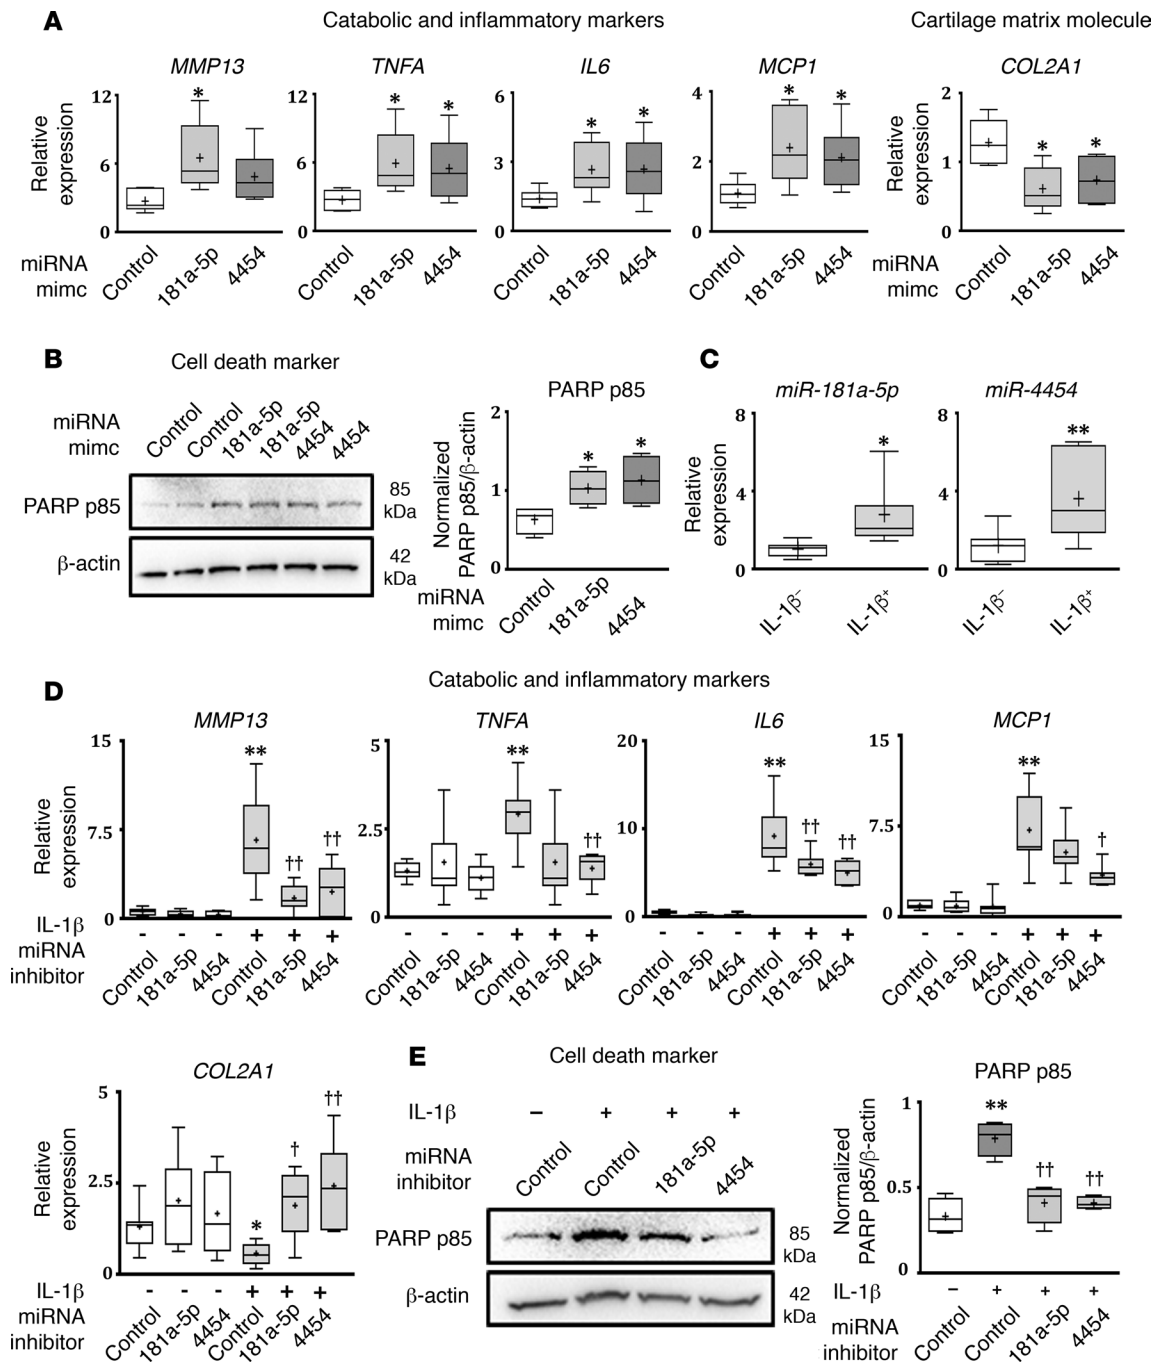 A
Catabolic and inflammatory markers
Cartilage matrix molecule
MMP13
TNFA
IL6
MCP1
COL2A1
Relative
expression
12
6
0
*
12
6
0
*
*
6
3
0
*
*
4
2
0
*
*
Relative
expression
2
1
0
*
*
miRNA
mimc
Control
181a-5p
4454
Control
181a-5p
4454
Control
181a-5p
4454
Control
181a-5p
4454
miRNA
mimc
Control
181a-5p
4454
B
Cell death marker
miRNA
mimc
Control
Control
181a-5p
181a-5p
4454
4454
PARP p85
85
kDa
β-actin
42
kDa
PARP p85
Normalized
PARP p85/β-actin
2
1
0
*
*
miRNA
mimc
Control
181a-5p
4454
C
miR-181a-5p
miR-4454
Relative
expression
8
4
0
*
8
4
0
**
IL-1β⁻
IL-1β⁺
IL-1β⁻
IL-1β⁺
D
Catabolic and inflammatory markers
MMP13
TNFA
IL6
MCP1
Relative
expression
15
7.5
0
**
††
††
5
2.5
0
**
††
20
10
0
**
††
††
15
7.5
0
**
†
IL-1β
- - - + + +
- - - + + +
- - - + + +
- - - + + +
miRNA
inhibitor
Control
181a-5p
4454
Control
181a-5p
4454
Control
181a-5p
4454
Control
181a-5p
4454
Control
181a-5p
4454
Control
181a-5p
4454
Control
181a-5p
4454
Control
181a-5p
4454
COL2A1
Relative
expression
5
2.5
0
*
†
††
IL-1β
- - - + + +
miRNA
inhibitor
Control
181a-5p
4454
Control
181a-5p
4454
E
Cell death marker
IL-1β
– + + +
miRNA
inhibitor
Control
Control
181a-5p
4454
PARP p85
85
kDa
β-actin
42
kDa
PARP p85
Normalized
PARP p85/β-actin
1
0.5
0
**
††
††
IL-1β
– + + +
miRNA
inhibitor
Control
Control
181a-5p
4454